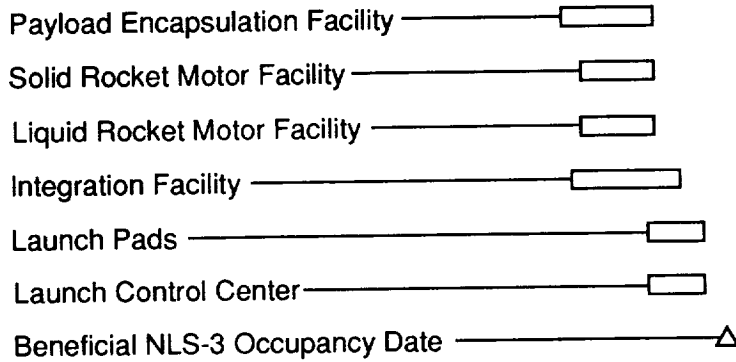 Payload Encapsulation Facility
Solid Rocket Motor Facility
Liquid Rocket Motor Facility
Integration Facility
Launch Pads
Launch Control Center
Beneficial NLS-3 Occupancy Date